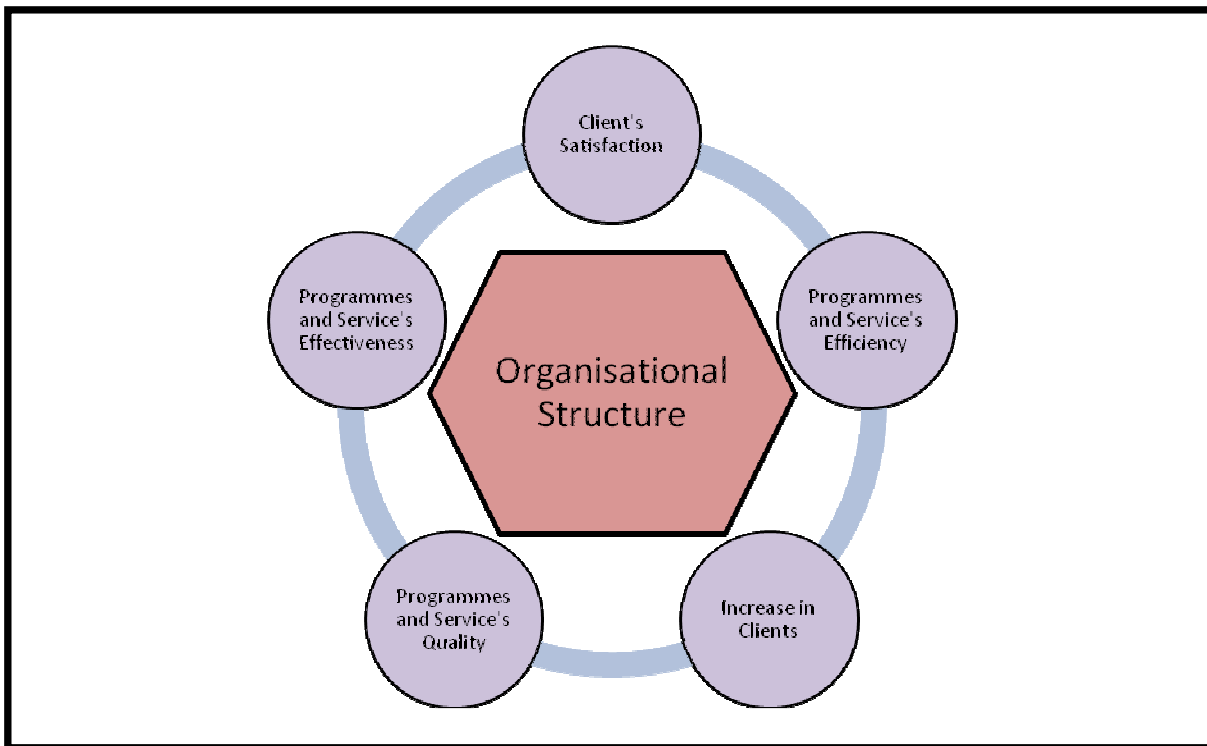 Client's
Satisfaction
Programmes
and Service's
Effectiveness
Programmes
and Service's
Efficiency
Organisational
Structure
Programmes
and Service's
Quality
Increase in
Clients